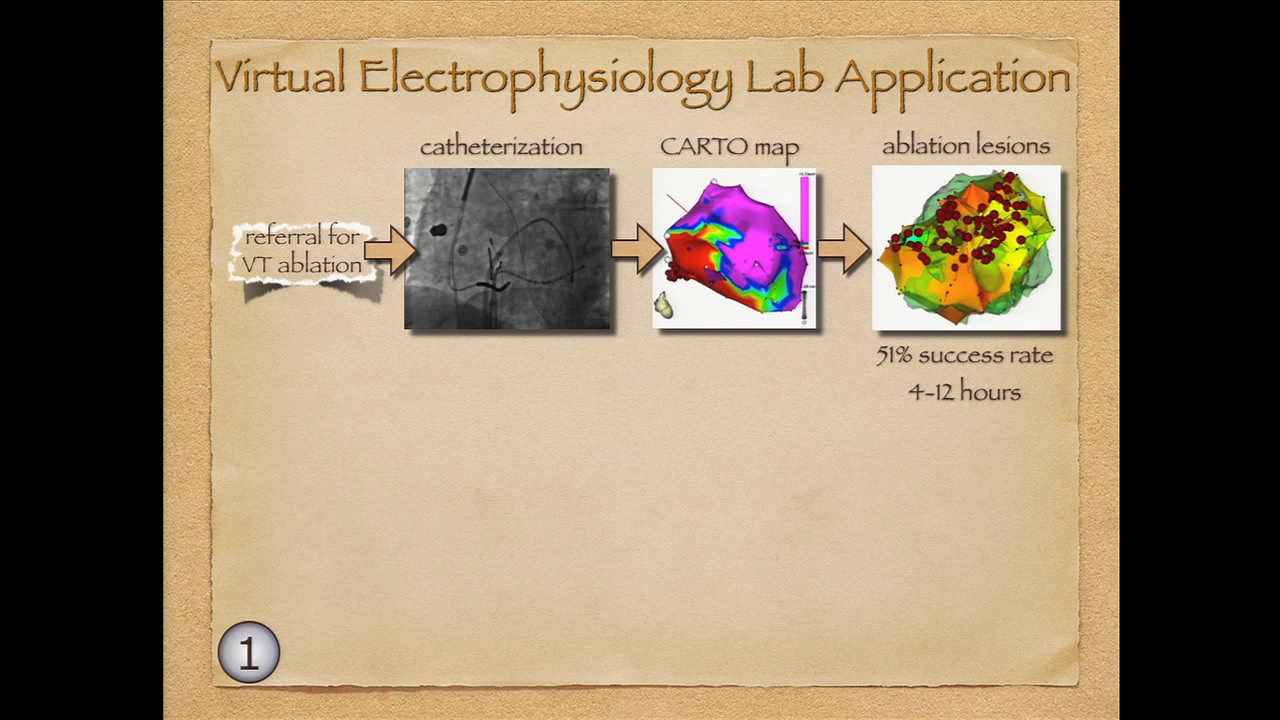 Virtual Electrophysiology Lab Application
catheterization
CARTO map
ablation lesions
referral for
VT ablation
51% success rate
4-12 hours
1